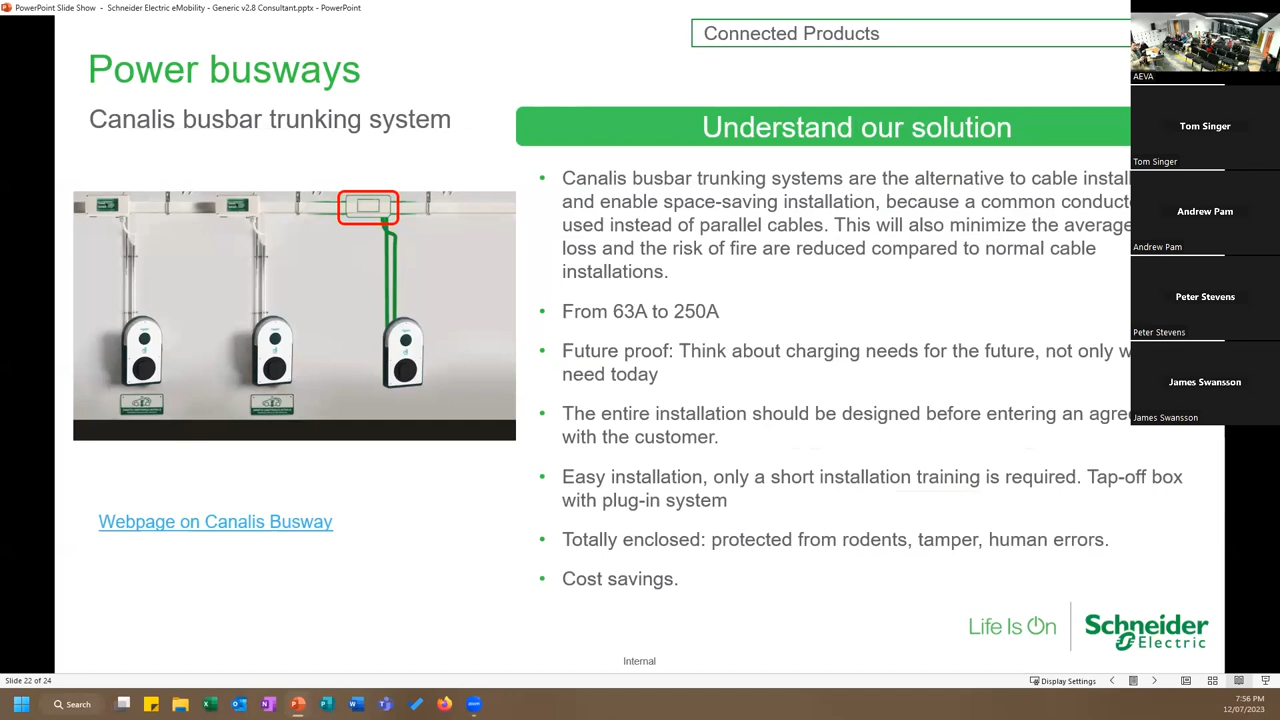 PowerPoint Slide Show - Schneider Electric eMobility - Generic v2.8 Consultant.pptx - PowerPoint
Connected Products
Power busways
Canalis busbar trunking system
Understand our solution
• Canalis busbar trunking systems are the alternative to cable
and enable space-saving installation, because a common
used instead of parallel cables. This will also minimize the average
loss and the risk of fire are reduced compared to normal cable
installations.
• From 63A to 250A
• Future proof: Think about charging needs for the future, not only
need today
• The entire installation should be designed before entering an
with the customer.
• Easy installation, only a short installation training is required. Tap-off box
with plug-in system
• Totally enclosed: protected from rodents, tamper, human errors.
• Cost savings.
Webpage on Canalis Busway
Life Is On
Schneider
Electric
Internal
AEVA
Tom Singer
Tom Singer
Andrew Pam
Andrew Pam
Peter Stevens
Peter Stevens
James Swansson
James Swansson
Slide 22 of 24
Display Settings
Search
7:56 PM
12/07/2023